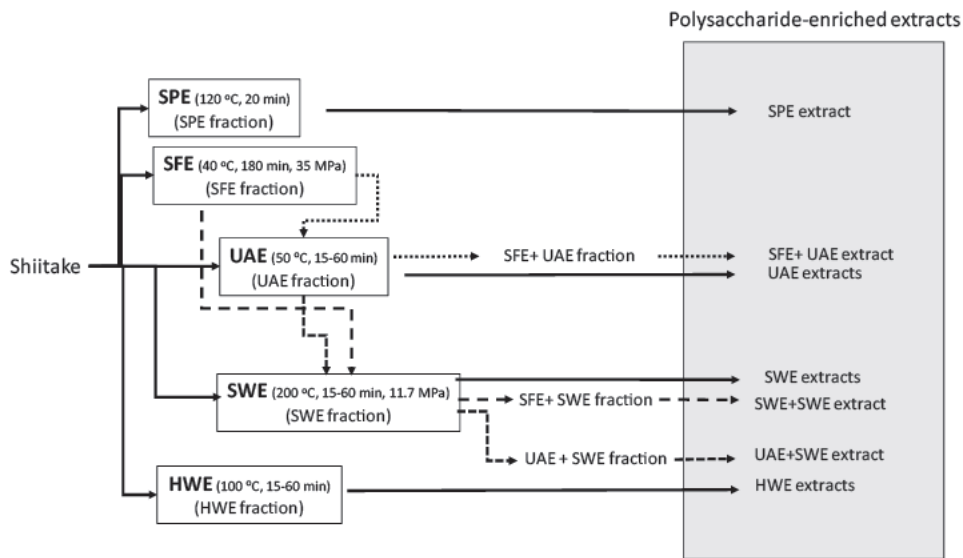 Polysaccharide-enriched extracts
SPE (120 ºC, 20 min)
(SPE fraction)
SPE extract
SFE (40 ºC, 180 min, 35 MPa)
(SFE fraction)
Shiitake
UAE (50 ºC, 15-60 min)
(UAE fraction)
SFE+ UAE fraction
SFE+ UAE extract
UAE extracts
SWE (200 ºC, 15-60 min, 11.7 MPa)
(SWE fraction)
SWE extracts
SFE+ SWE fraction
SWE+SWE extract
UAE + SWE fraction
UAE+SWE extract
HWE (100 ºC, 15-60 min)
(HWE fraction)
HWE extracts